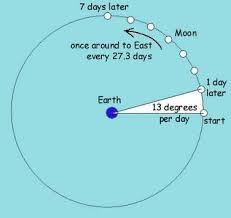 7 days later
Moon
once around to East
every 27.3 days
1 day
later
Earth
13 degrees
per day
start